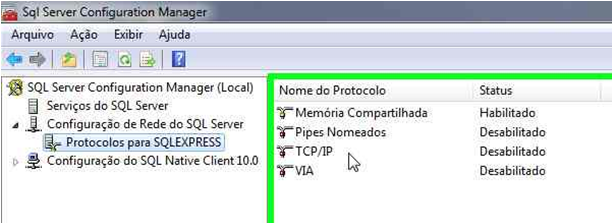 Sql Server Configuration Manager
Arquivo Ação Exibir Ajuda
SQL Server Configuration Manager (Local)
Serviços do SQL Server
Configuração de Rede do SQL Server
Protocolos para SQLEXPRESS
Configuração do SQL Native Client 10.0
Nome do Protocolo Status
Memória Compartilhada Habilitado
Pipes Nomeados Desabilitado
TCP/IP Desabilitado
VIA Desabilitado